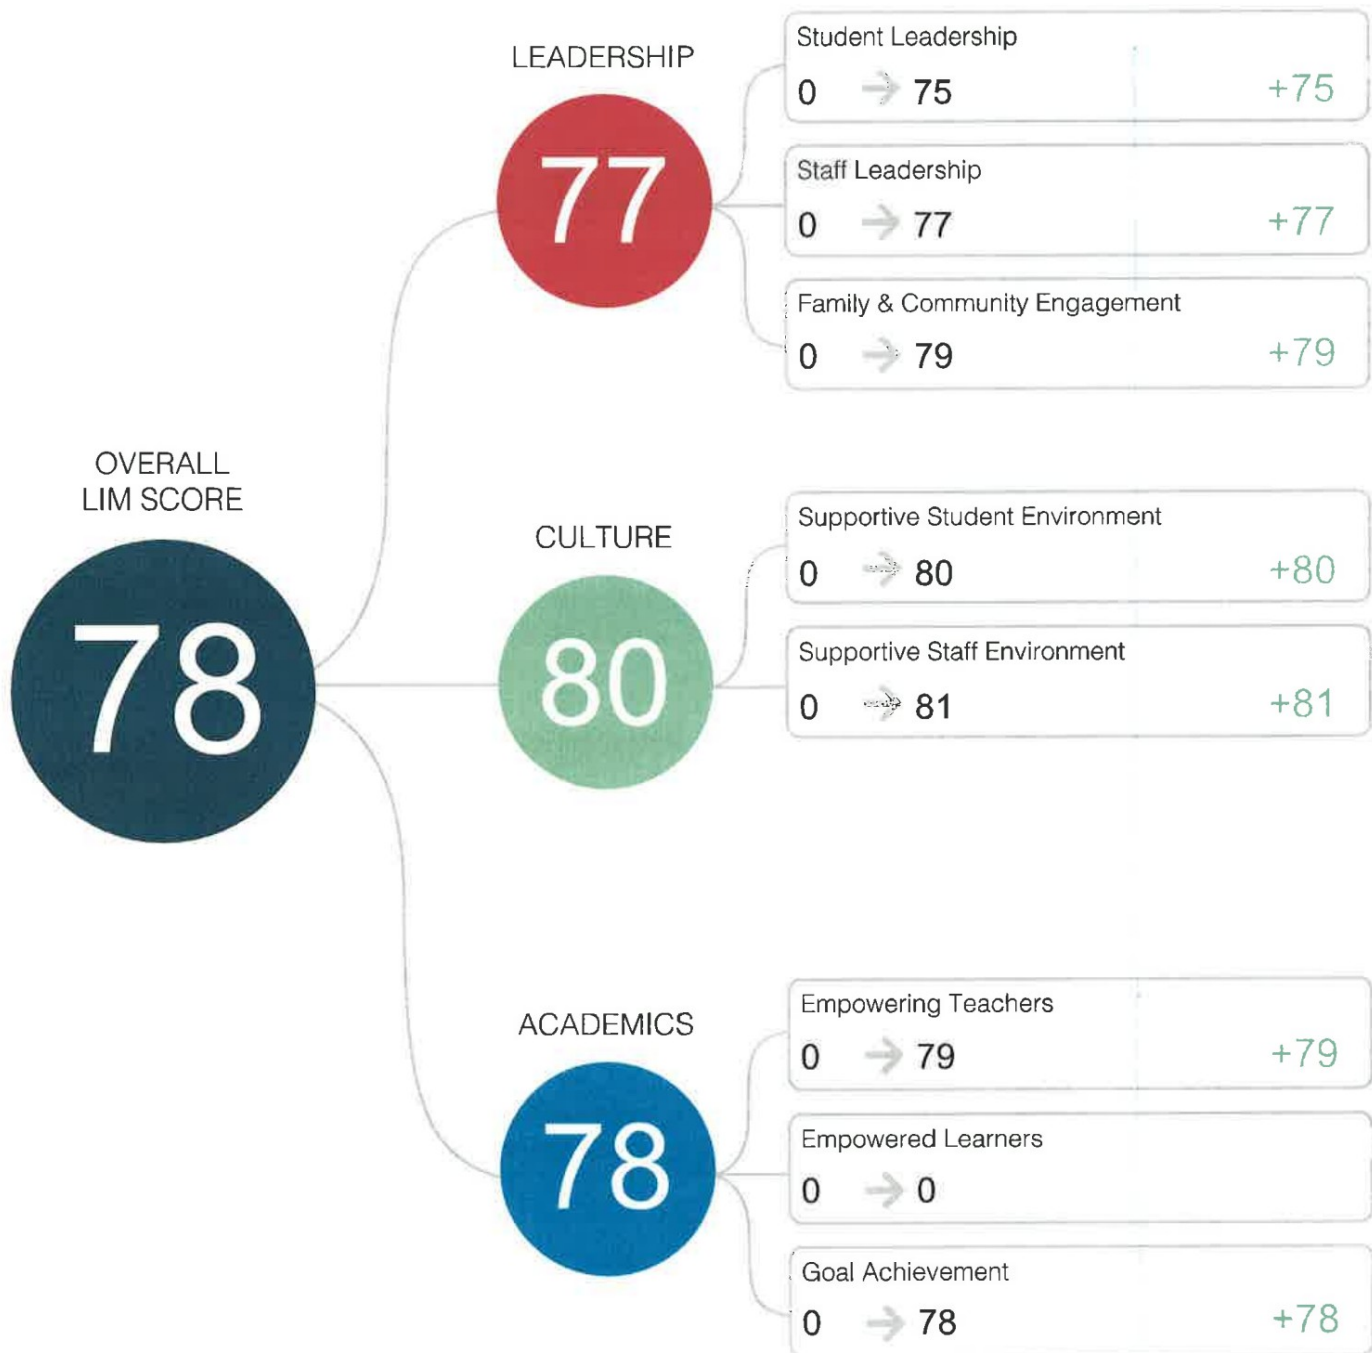 OVERALL
LIM SCORE
78
LEADERSHIP
77
Student Leadership
0 → 75 +75
Staff Leadership
0 → 77 +77
Family & Community Engagement
0 → 79 +79
CULTURE
80
Supportive Student Environment
0 → 80 +80
Supportive Staff Environment
0 → 81 +81
ACADEMICS
78
Empowering Teachers
0 → 79 +79
Empowered Learners
0 → 0
Goal Achievement
0 → 78 +78